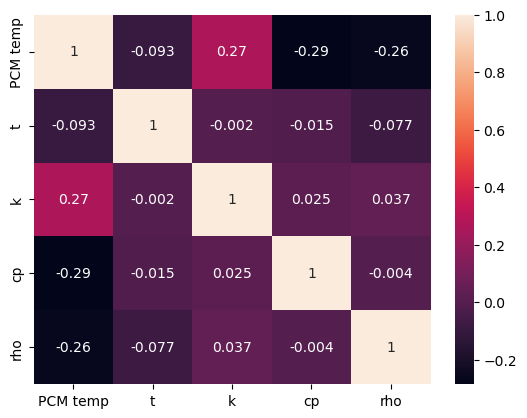 PCM temp 1 -0.093 0.27 -0.29 -0.26
t -0.093 1 -0.002 -0.015 -0.077
k 0.27 -0.002 1 0.025 0.037
cp -0.29 -0.015 0.025 1 -0.004
rho -0.26 -0.077 0.037 -0.004 1
PCM temp t k cp rho
1.0
0.8
0.6
0.4
0.2
0.0
−0.2